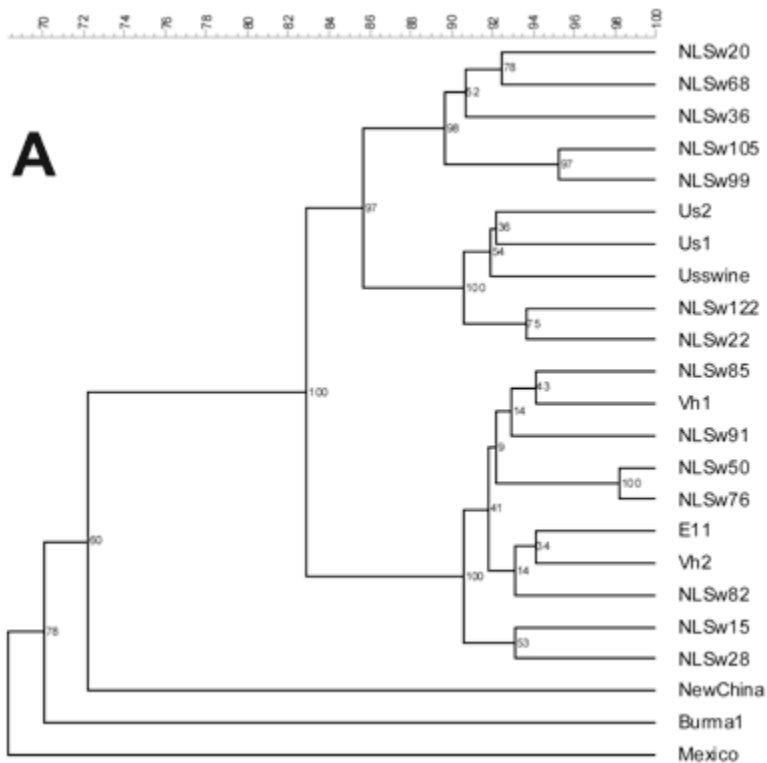 70 72 74 76 78 80 82 84 86 88 90 92 94 96 98 100
A
NLSw20
78
NLSw68
52
NLSw36
98
NLSw105
97
NLSw99
97
Us2
36
Us1
54
Usswine
100
NLSw122
75
NLSw22
NLSw85
100
43
Vh1
14
NLSw91
9
NLSw50
100
NLSw76
41
E11
34
Vh2
14
NLSw82
60
100
NLSw15
53
NLSw28
78
NewChina
Burma1
Mexico